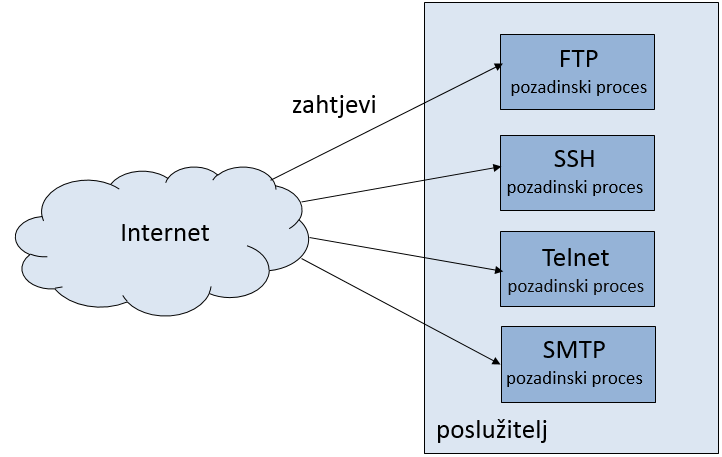 zahtjevi
Internet
FTP
pozadinski proces
SSH
pozadinski proces
Telnet
pozadinski proces
SMTP
pozadinski proces
poslužitelj